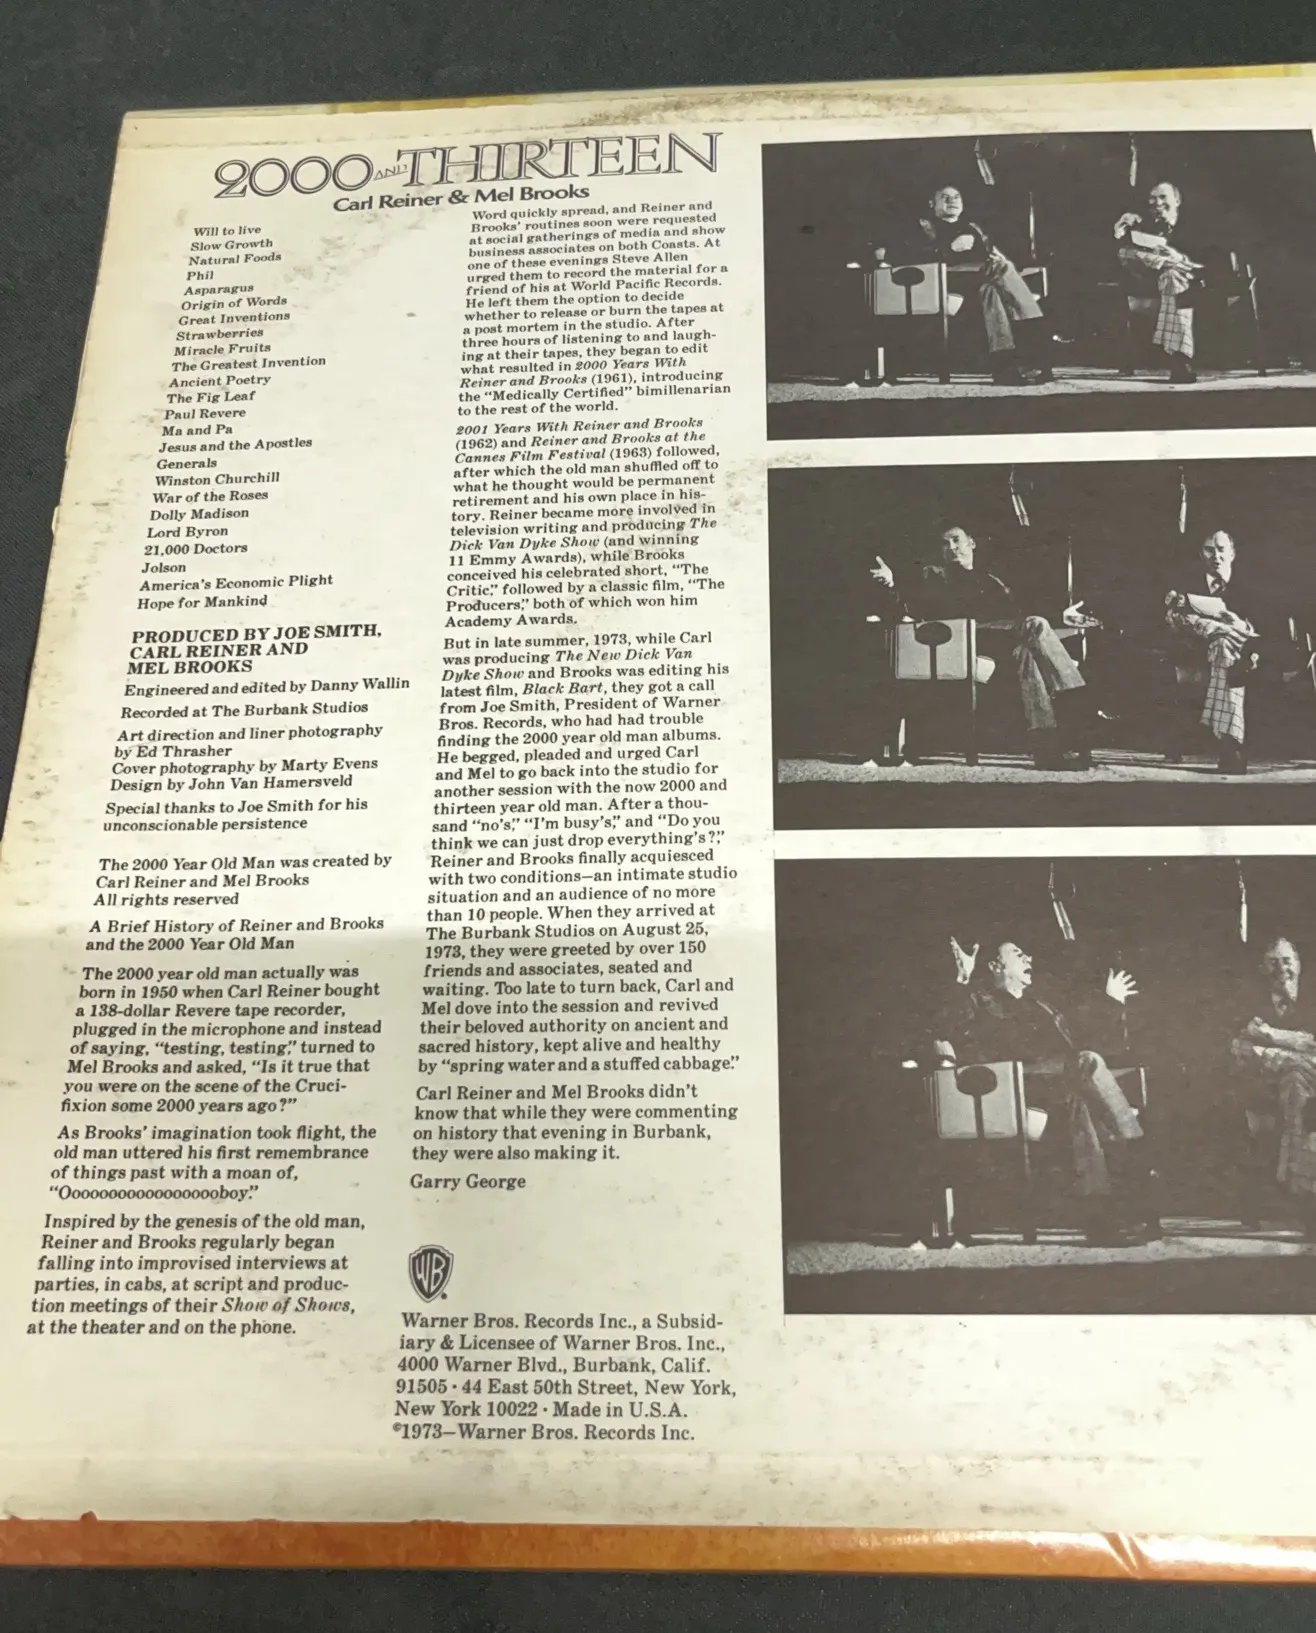 2000 AND THIRTEEN
Carl Reiner & Mel Brooks
Will to live
Slow Growth
Natural Foods
Phil
Asparagus
Origin of Words
Great Inventions
Strawberries
Miracle Fruits
The Greatest Invention
Ancient Poetry
The Fig Leaf
Paul Revere
Ma and Pa
Jesus and the Apostles
Generals
Winston Churchill
War of the Roses
Dolly Madison
Lord Byron
21,000 Doctors
Jolson
America's Economic Plight
Hope for Mankind
PRODUCED BY JOE SMITH,
CARL REINER AND
MEL BROOKS
Engineered and edited by Danny Wallin
Recorded at The Burbank Studios
Art direction and liner photography
by Ed Thrasher
Cover photography by Marty Evens
Design by John Van Hamersveld
Special thanks to Joe Smith for his
unconscionable persistence
The 2000 Year Old Man was created by
Carl Reiner and Mel Brooks
All rights reserved
A Brief History of Reiner and Brooks
and the 2000 Year Old Man
The 2000 year old man actually was
born in 1950 when Carl Reiner bought
a 138-dollar Revere tape recorder,
plugged in the microphone and instead
of saying, "testing, testing," turned to
Mel Brooks and asked, "Is it true that
you were on the scene of the Cruci-
fixion some 2000 years ago?"
As Brooks' imagination took flight, the
old man uttered his first remembrance
of things past with a moan of,
"Oooooooooooooooooboy."
Inspired by the genesis of the old man,
Reiner and Brooks regularly began
falling into improvised interviews at
parties, in cabs, at script and produc-
tion meetings of their Show of Shows,
at the theater and on the phone.
Word quickly spread, and Reiner and
Brooks' routines soon were requested
at social gatherings of media and show
business associates on both Coasts. At
one of these evenings Steve Allen
urged them to record the material for a
friend of his at World Pacific Records.
He left them the option to decide
whether to release or burn the tapes at
a post mortem in the studio. After
three hours of listening to and laugh-
ing at their tapes, they began to edit
what resulted in 2000 Years With
Reiner and Brooks (1961), introducing
the "Medically Certified" bimillenarian
to the rest of the world.
2001 Years With Reiner and Brooks
(1962) and Reiner and Brooks at the
Cannes Film Festival (1963) followed,
after which the old man shuffled off to
what he thought would be permanent
retirement and his own place in his-
tory. Reiner became more involved in
television writing and producing The
Dick Van Dyke Show (and winning
11 Emmy Awards), while Brooks
conceived his celebrated short, "The
Critic," followed by a classic film, "The
Producers," both of which won him
Academy Awards.
But in late summer, 1973, while Carl
was producing The New Dick Van
Dyke Show and Brooks was editing his
latest film, Black Bart, they got a call
from Joe Smith, President of Warner
Bros. Records, who had had trouble
finding the 2000 year old man albums.
He begged, pleaded and urged Carl
and Mel to go back into the studio for
another session with the now 2000 and
thirteen year old man. After a thou-
sand "no's," "I'm busy's," and "Do you
think we can just drop everything's?,"
Reiner and Brooks finally acquiesced
with two conditions—an intimate studio
situation and an audience of no more
than 10 people. When they arrived at
The Burbank Studios on August 25,
1973, they were greeted by over 150
friends and associates, seated and
waiting. Too late to turn back, Carl and
Mel dove into the session and revived
their beloved authority on ancient and
sacred history, kept alive and healthy
by "spring water and a stuffed cabbage."
Carl Reiner and Mel Brooks didn't
know that while they were commenting
on history that evening in Burbank,
they were also making it.
Garry George
WB
Warner Bros. Records Inc., a Subsid-
iary & Licensee of Warner Bros. Inc.,
4000 Warner Blvd., Burbank, Calif.
91505 · 44 East 50th Street, New York,
New York 10022 · Made in U.S.A.
©1973—Warner Bros. Records Inc.